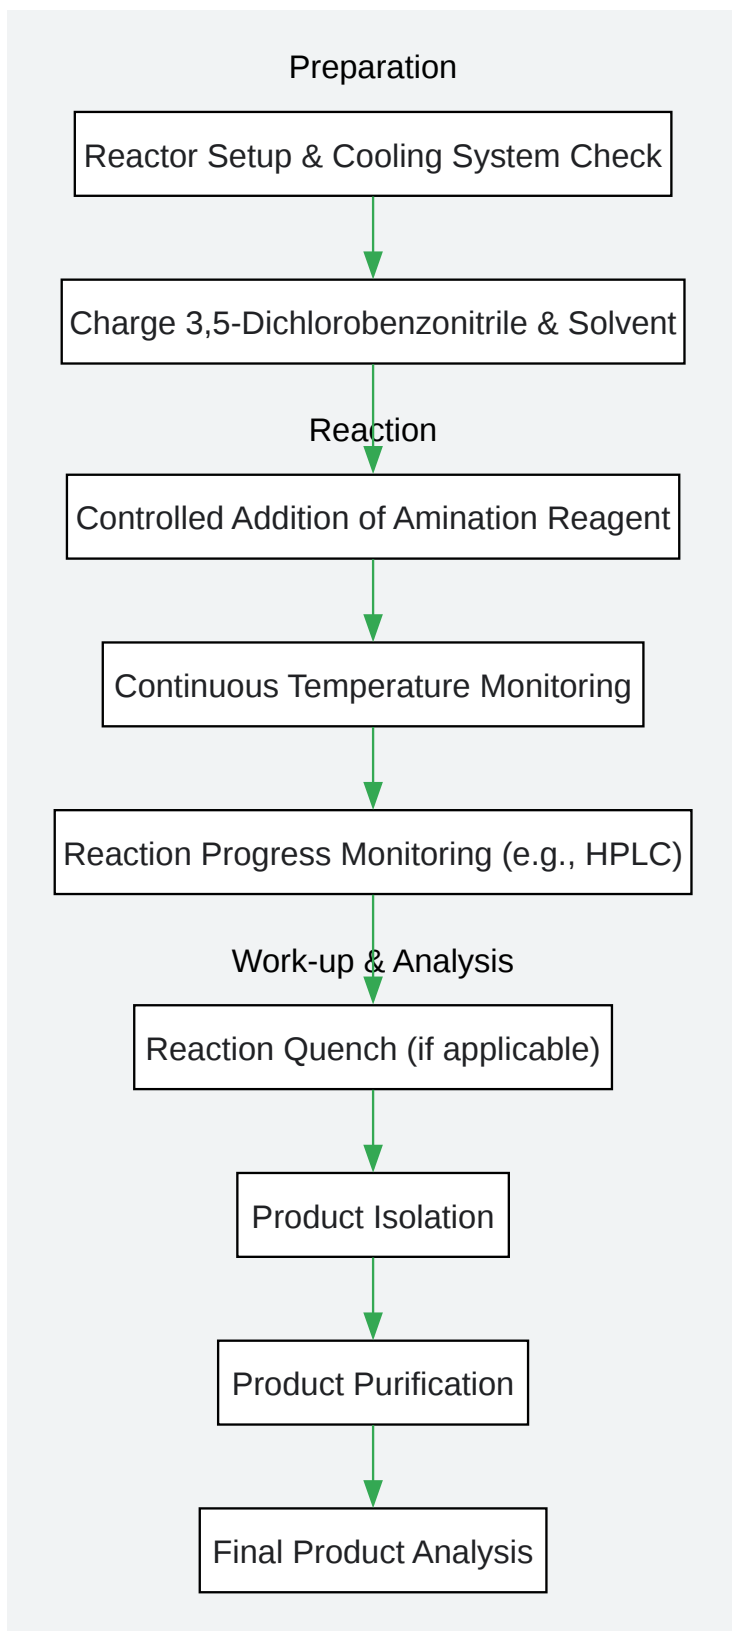 Preparation
Reactor Setup & Cooling System Check
Charge 3,5-Dichlorobenzonitrile & Solvent
Reaction
Controlled Addition of Amination Reagent
Continuous Temperature Monitoring
Reaction Progress Monitoring (e.g., HPLC)
Work-up & Analysis
Reaction Quench (if applicable)
Product Isolation
Product Purification
Final Product Analysis